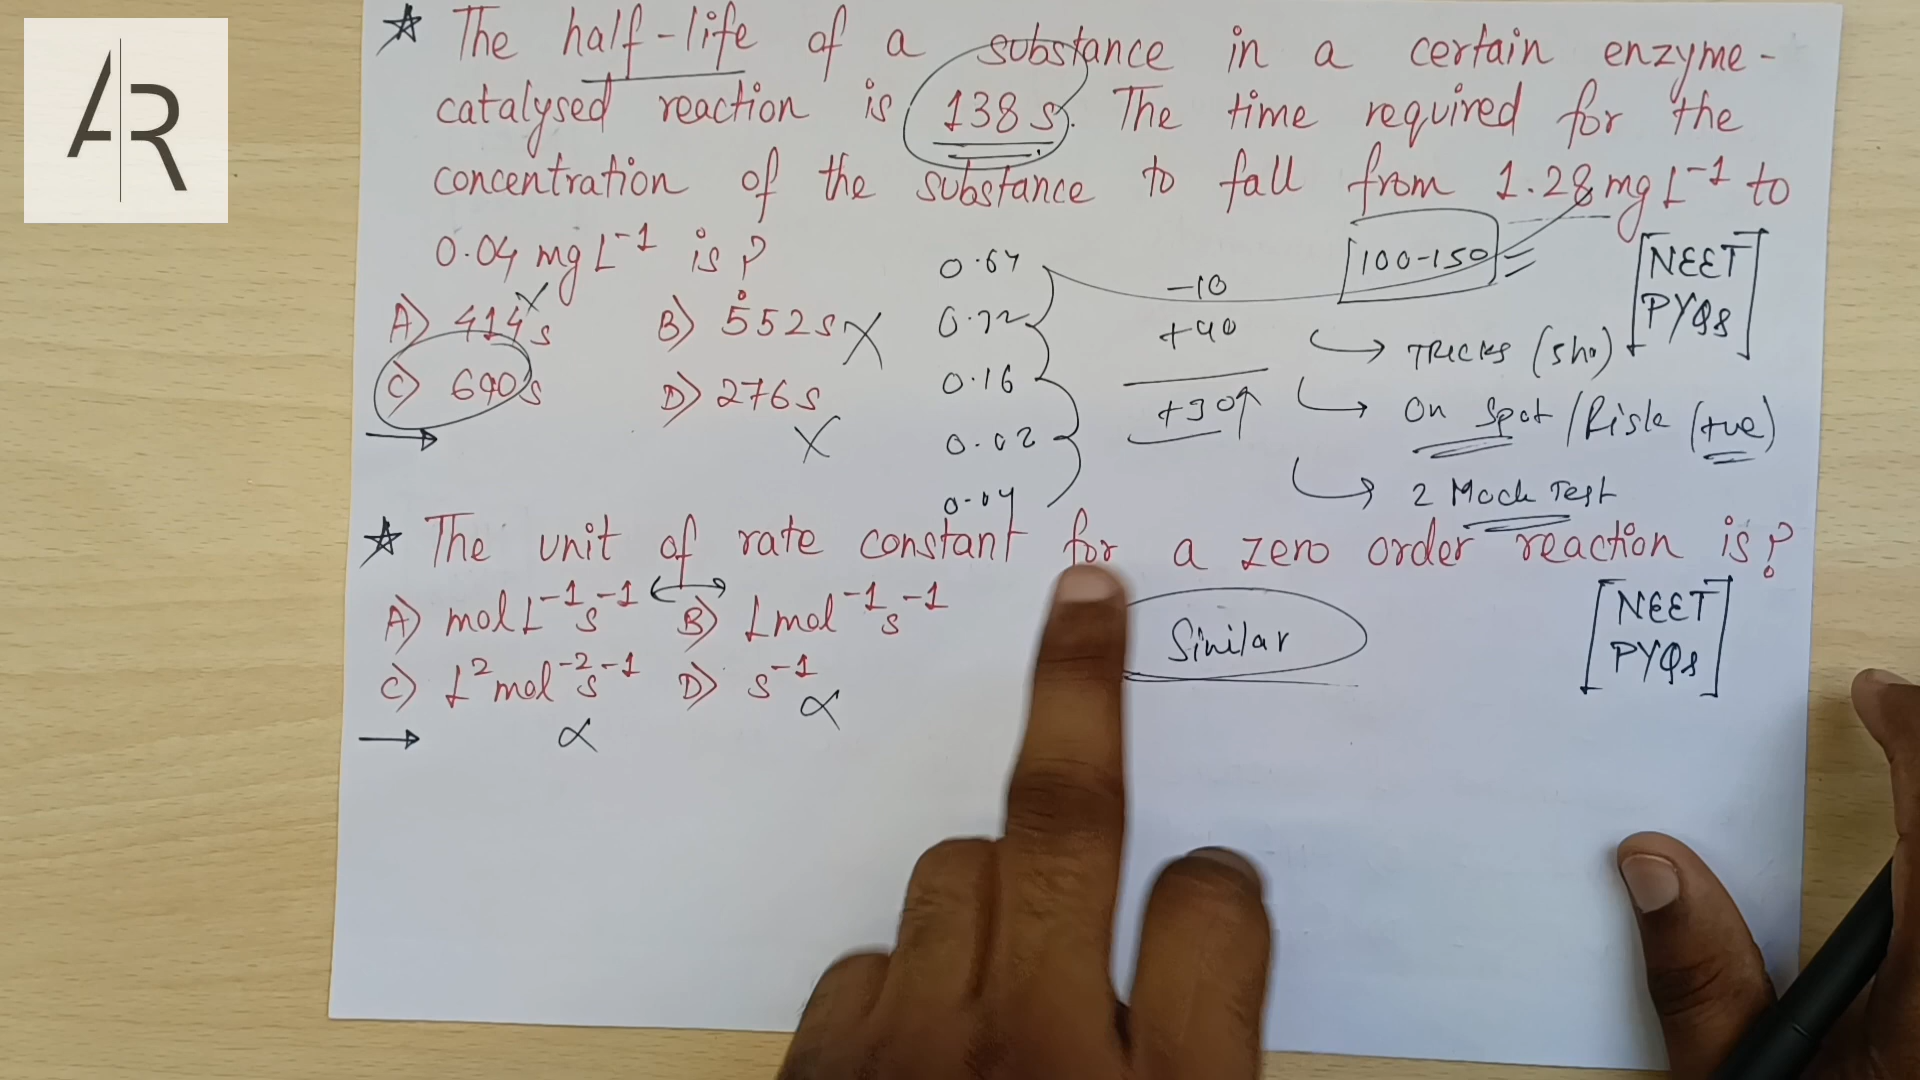 AR
★ The half-life of a substance in a certain enzyme-
catalysed reaction is 138 s. The time required for the
concentration of the substance to fall from 1.28 mg L⁻¹ to
0.04 mg L⁻¹ is?
A) 414 s B) 552 s
C) 690 s D) 276 s
0.64
0.32
0.16
0.02
0.04
-10
+40
+30↑
[100-150]
[NEET
PYQs]
→ TRICKS (sho)
→ On Spot / Risk (+ve)
→ 2 Mock Test
★ The unit of rate constant for a zero order reaction is?
A) mol L⁻¹ s⁻¹ B) L mol⁻¹ s⁻¹
C) L² mol⁻² s⁻¹ D) s⁻¹
Similar
[NEET
PYQs]